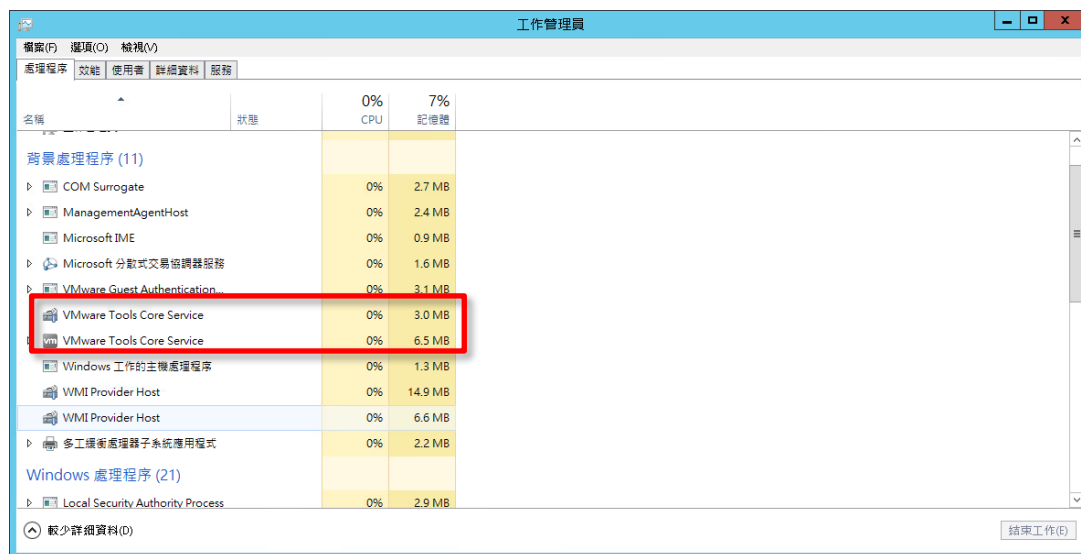 工作管理員
檔案(F) 選項(O) 檢視(V)
處理程序 效能 使用者 詳細資料 服務
0% 7%
名稱 狀態 CPU 記憶體
背景處理程序 (11)
COM Surrogate 0% 2.7 MB
ManagementAgentHost 0% 2.4 MB
Microsoft IME 0% 0.9 MB
Microsoft 分散式交易協調器服務 0% 1.6 MB
VMware Guest Authentication... 0% 3.1 MB
VMware Tools Core Service 0% 3.0 MB
vm VMware Tools Core Service 0% 6.5 MB
Windows 工作的主機處理程序 0% 1.3 MB
WMI Provider Host 0% 14.9 MB
WMI Provider Host 0% 6.6 MB
多工緩衝處理器子系統應用程式 0% 2.2 MB
Windows 處理程序 (21)
Local Security Authority Process 0% 2.9 MB
較少詳細資料(D) 結束工作(E)